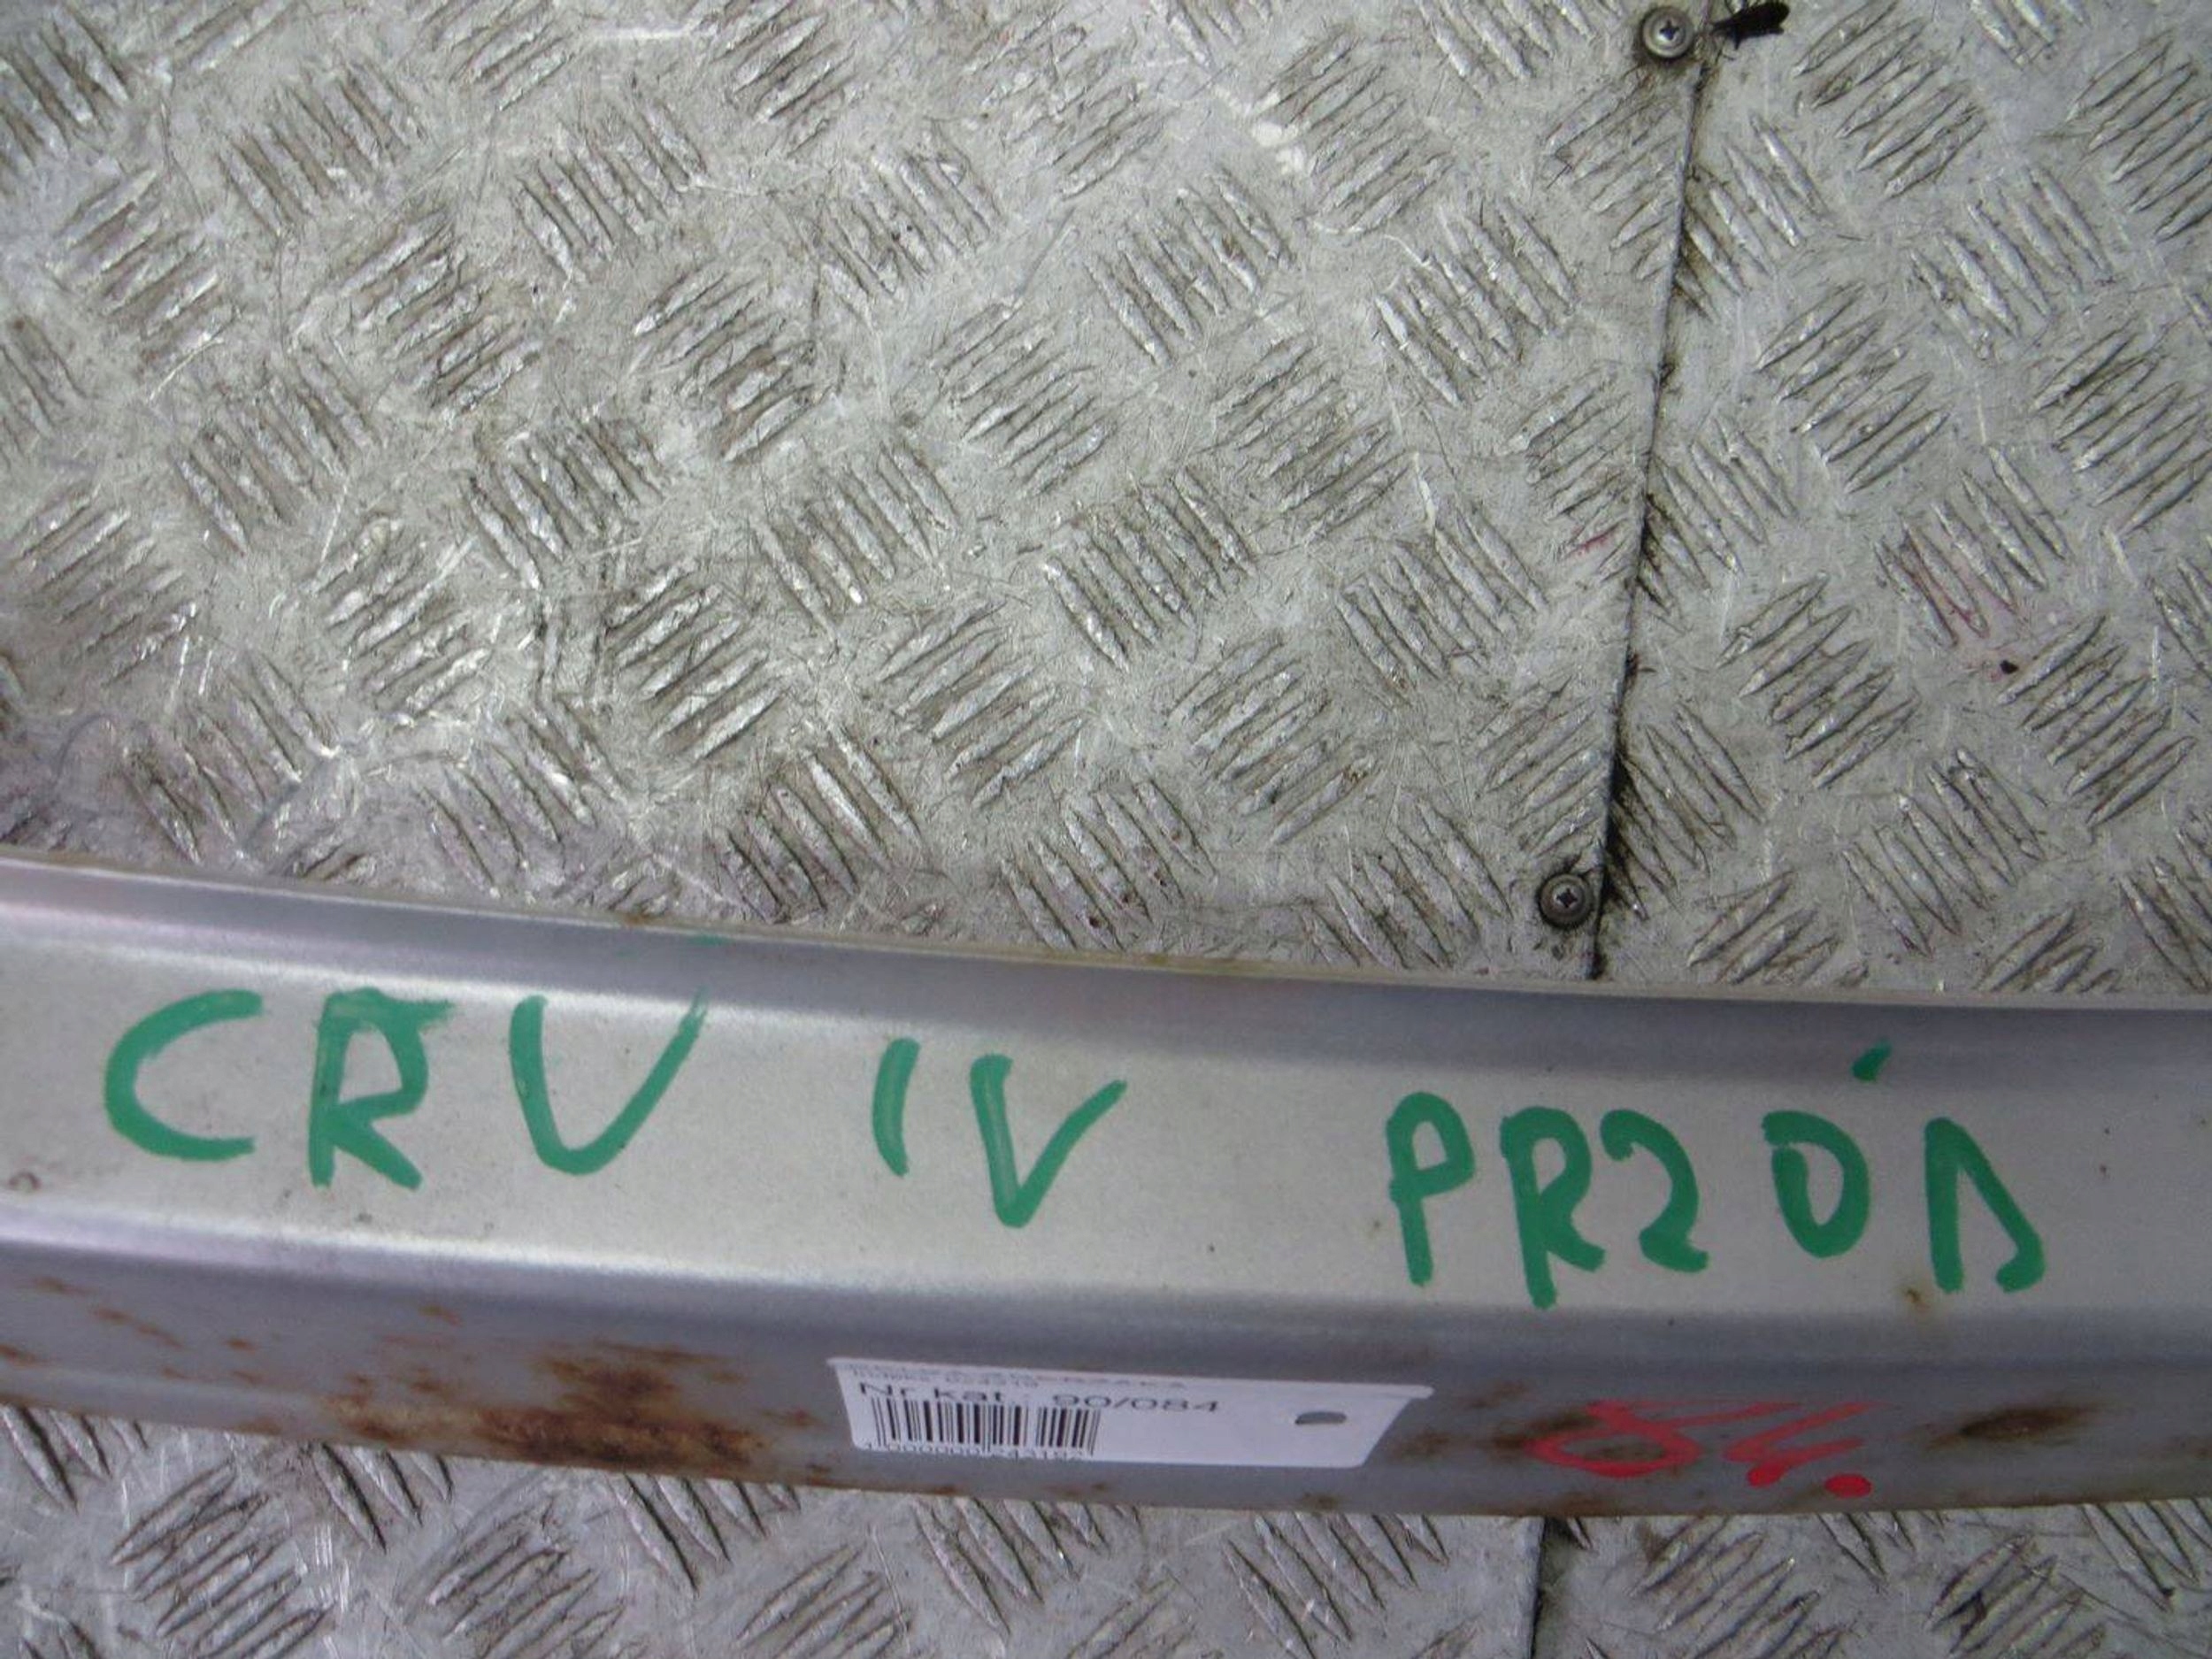 CRV IV PRZÓD
Nr kat. 90/084
84.